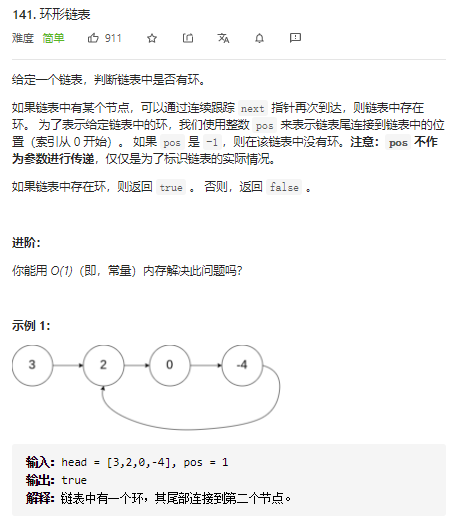 141. 环形链表
难度 简单 911
给定一个链表，判断链表中是否有环。
如果链表中有某个节点，可以通过连续跟踪 next 指针再次到达，则链表中存在
环。 为了表示给定链表中的环，我们使用整数 pos 来表示链表尾连接到链表中的位
置（索引从 0 开始）。 如果 pos 是 -1，则在该链表中没有环。注意：pos 不作
为参数进行传递，仅仅是为了标识链表的实际情况。
如果链表中存在环，则返回 true 。 否则，返回 false 。
进阶：
你能用 O(1)（即，常量）内存解决此问题吗？
示例 1：
3 2 0 -4
输入：head = [3,2,0,-4], pos = 1
输出：true
解释：链表中有一个环，其尾部连接到第二个节点。